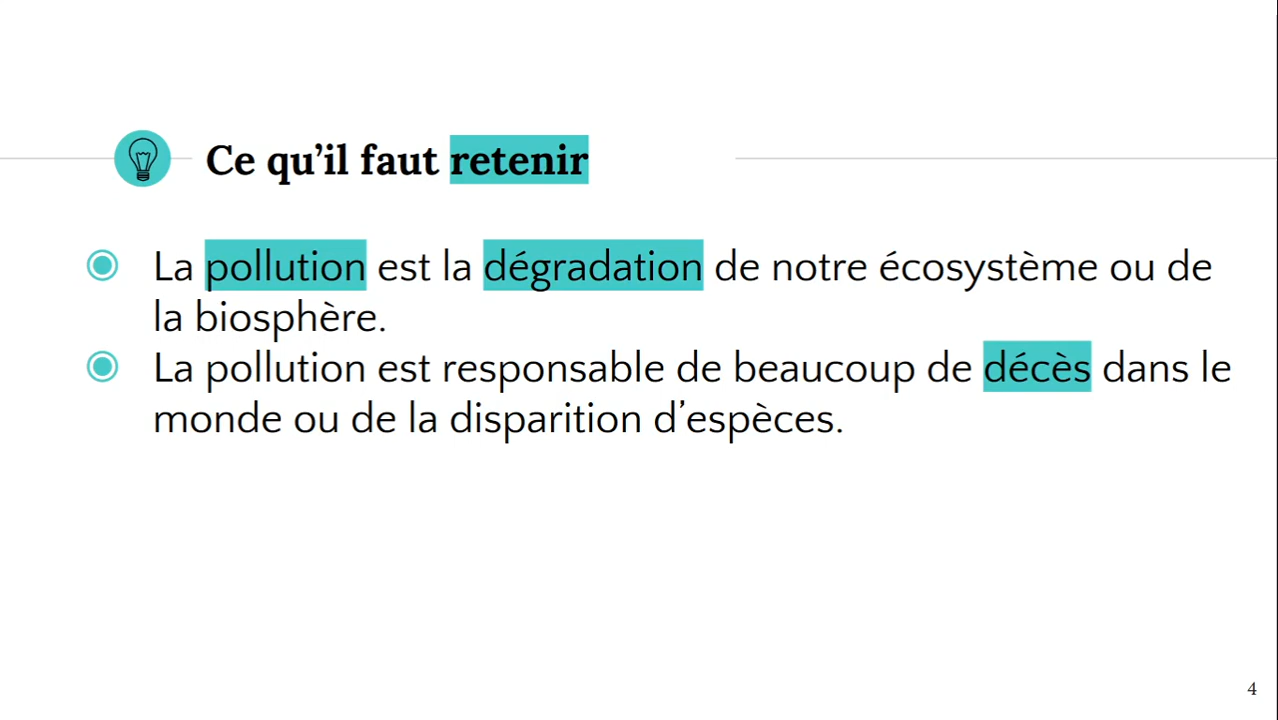 Ce qu’il faut retenir
La pollution est la dégradation de notre écosystème ou de
la biosphère.
La pollution est responsable de beaucoup de décès dans le
monde ou de la disparition d’espèces.
4